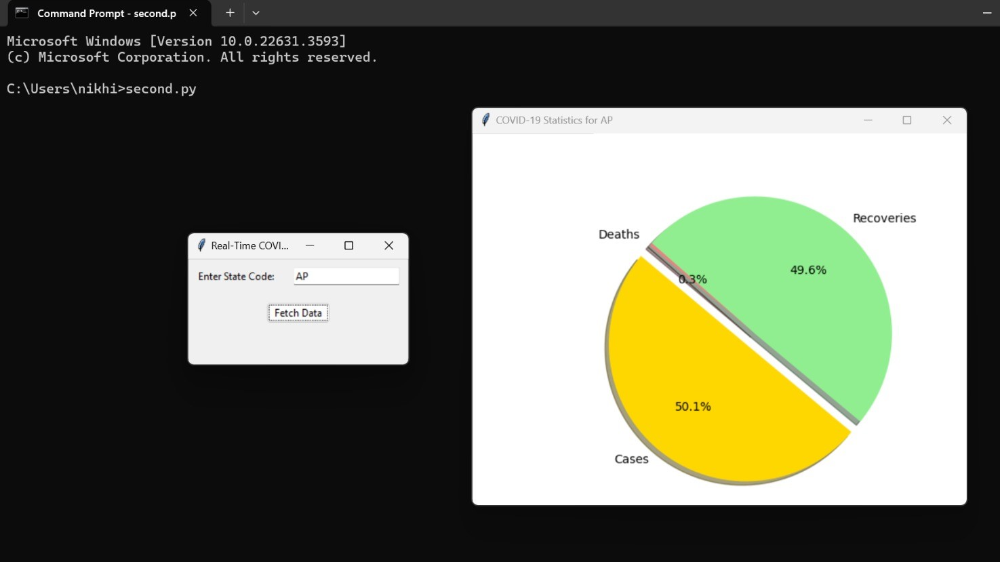 Command Prompt - second.p
Microsoft Windows [Version 10.0.22631.3593]
(c) Microsoft Corporation. All rights reserved.
C:\Users\nikhi>second.py
Real-Time COVI...
Enter State Code: AP
Fetch Data
COVID-19 Statistics for AP
Recoveries
Deaths
49.6%
0.3%
50.1%
Cases